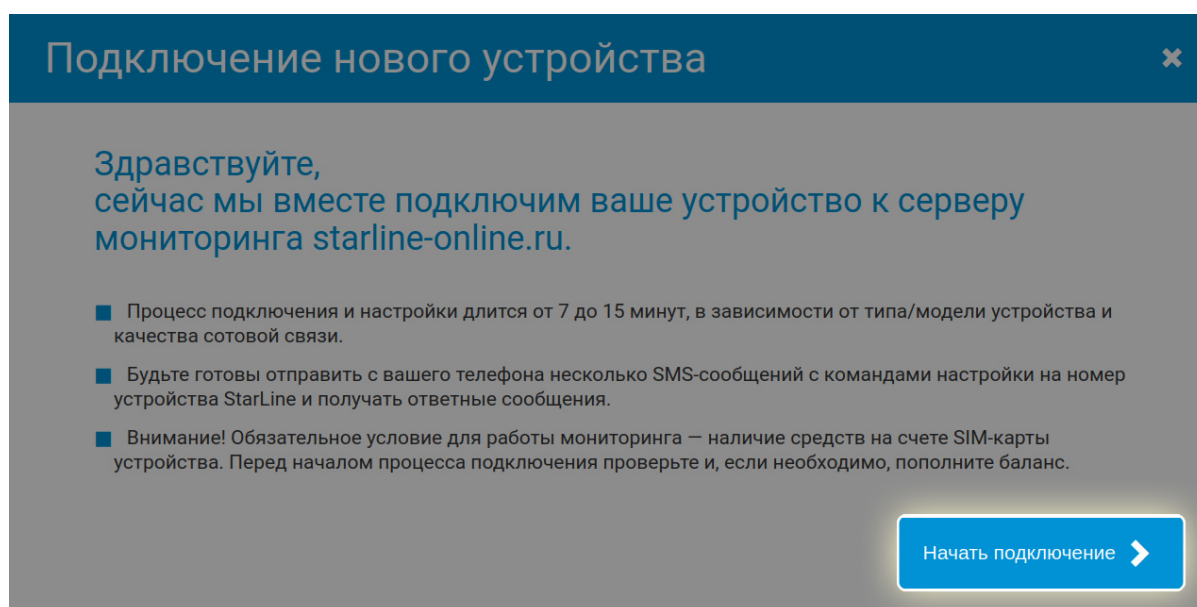 Подключение нового устройства
Здравствуйте,
сейчас мы вместе подключим ваше устройство к серверу
мониторинга starline-online.ru.
Процесс подключения и настройки длится от 7 до 15 минут, в зависимости от типа/модели устройства и
качества сотовой связи.
Будьте готовы отправить с вашего телефона несколько SMS-сообщений с командами настройки на номер
устройства StarLine и получать ответные сообщения.
Внимание! Обязательное условие для работы мониторинга — наличие средств на счете SIM-карты
устройства. Перед началом процесса подключения проверьте и, если необходимо, пополните баланс.
Начать подключение